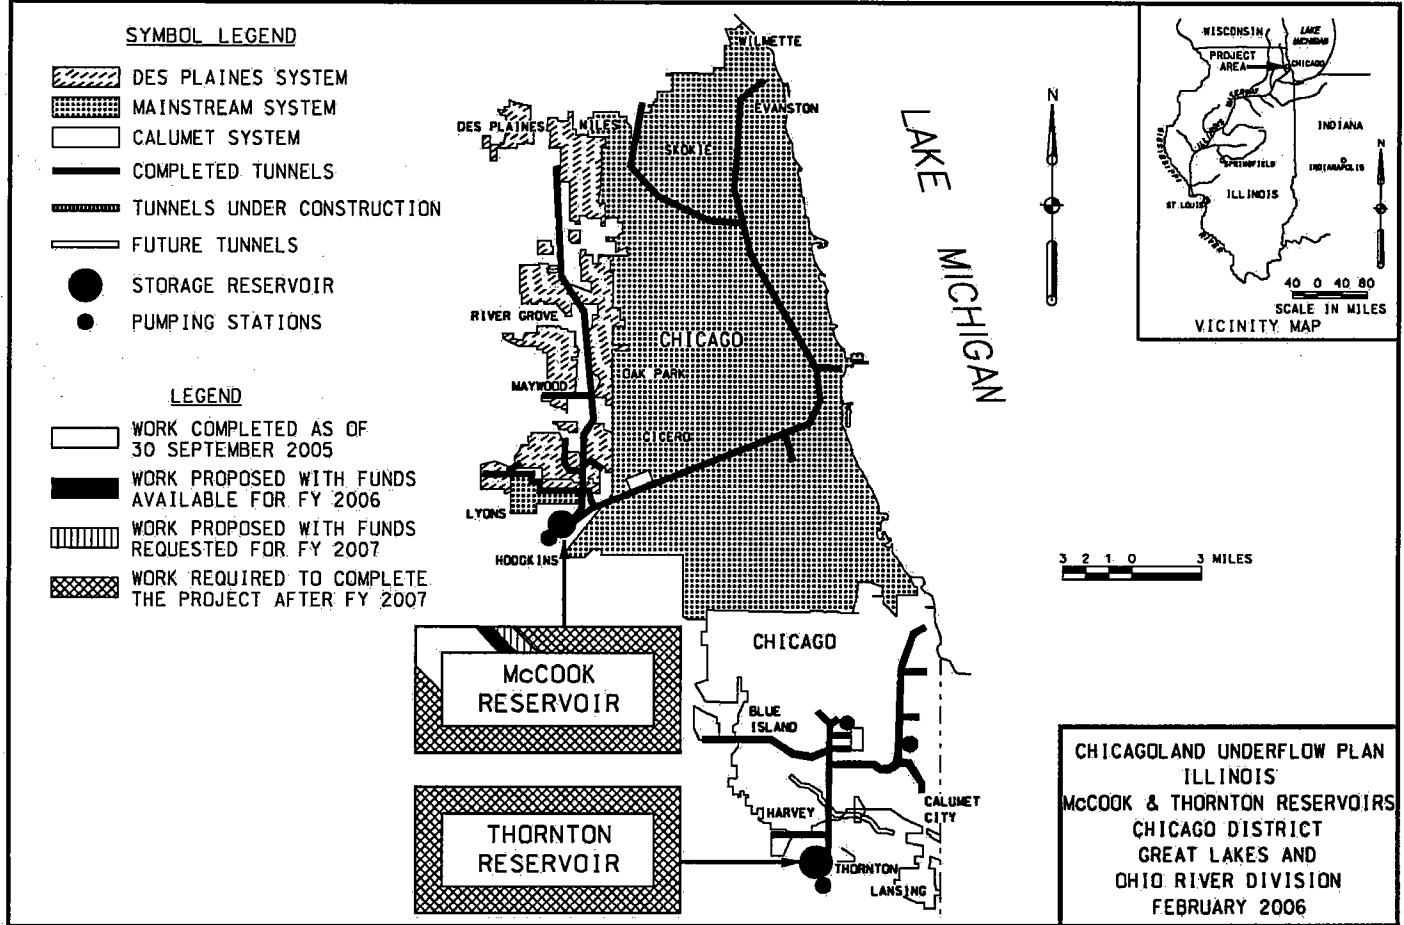 SYMBOL LEGEND
DES PLAINES SYSTEM
MAINSTREAM SYSTEM
CALUMET SYSTEM
COMPLETED TUNNELS
TUNNELS UNDER CONSTRUCTION
FUTURE TUNNELS
STORAGE RESERVOIR
PUMPING STATIONS
LEGEND
WORK COMPLETED AS OF
30 SEPTEMBER 2005
WORK PROPOSED WITH FUNDS
AVAILABLE FOR FY 2006
WORK PROPOSED WITH FUNDS
REQUESTED FOR FY 2007
WORK REQUIRED TO COMPLETE
THE PROJECT AFTER FY 2007
WILMETTE
EVANSTON
DES PLAINES
NILES
SKOKIE
RIVER GROVE
CHICAGO
OAK PARK
MAYWOOD
CICERO
LYONS
HODGKINS
LAKE MICHIGAN
McCOOK
RESERVOIR
THORNTON
RESERVOIR
CHICAGO
BLUE
ISLAND
HARVEY
CALUMET
CITY
THORNTON
LANSING
N
WISCONSIN
LAKE
MICHIGAN
PROJECT
AREA
CHICAGO
ILLINOIS
WATERWAY
INDIANA
MISSISSIPPI
SPRINGFIELD
INDIANAPOLIS
N
ILLINOIS
ST. LOUIS
RIVER
40 0 40 80
SCALE IN MILES
VICINITY MAP
3 2 1 0 3 MILES
CHICAGOLAND UNDERFLOW PLAN
ILLINOIS
McCOOK & THORNTON RESERVOIRS
CHICAGO DISTRICT
GREAT LAKES AND
OHIO RIVER DIVISION
FEBRUARY 2006